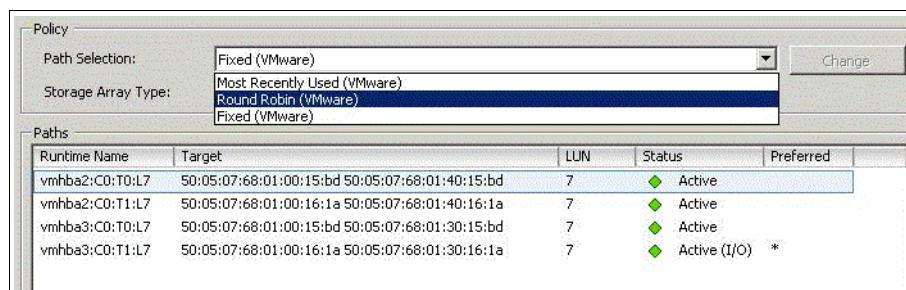 Policy
Path Selection: Fixed (VMware) Change
Most Recently Used (VMware)
Storage Array Type: Round Robin (VMware)
Fixed (VMware)
Paths
Runtime Name Target LUN Status Preferred
vmhba2:C0:T0:L7 50:05:07:68:01:00:15:bd 50:05:07:68:01:40:15:bd 7 Active
vmhba2:C0:T1:L7 50:05:07:68:01:00:16:1a 50:05:07:68:01:40:16:1a 7 Active
vmhba3:C0:T0:L7 50:05:07:68:01:00:15:bd 50:05:07:68:01:30:15:bd 7 Active
vmhba3:C0:T1:L7 50:05:07:68:01:00:16:1a 50:05:07:68:01:30:16:1a 7 Active (I/O) *